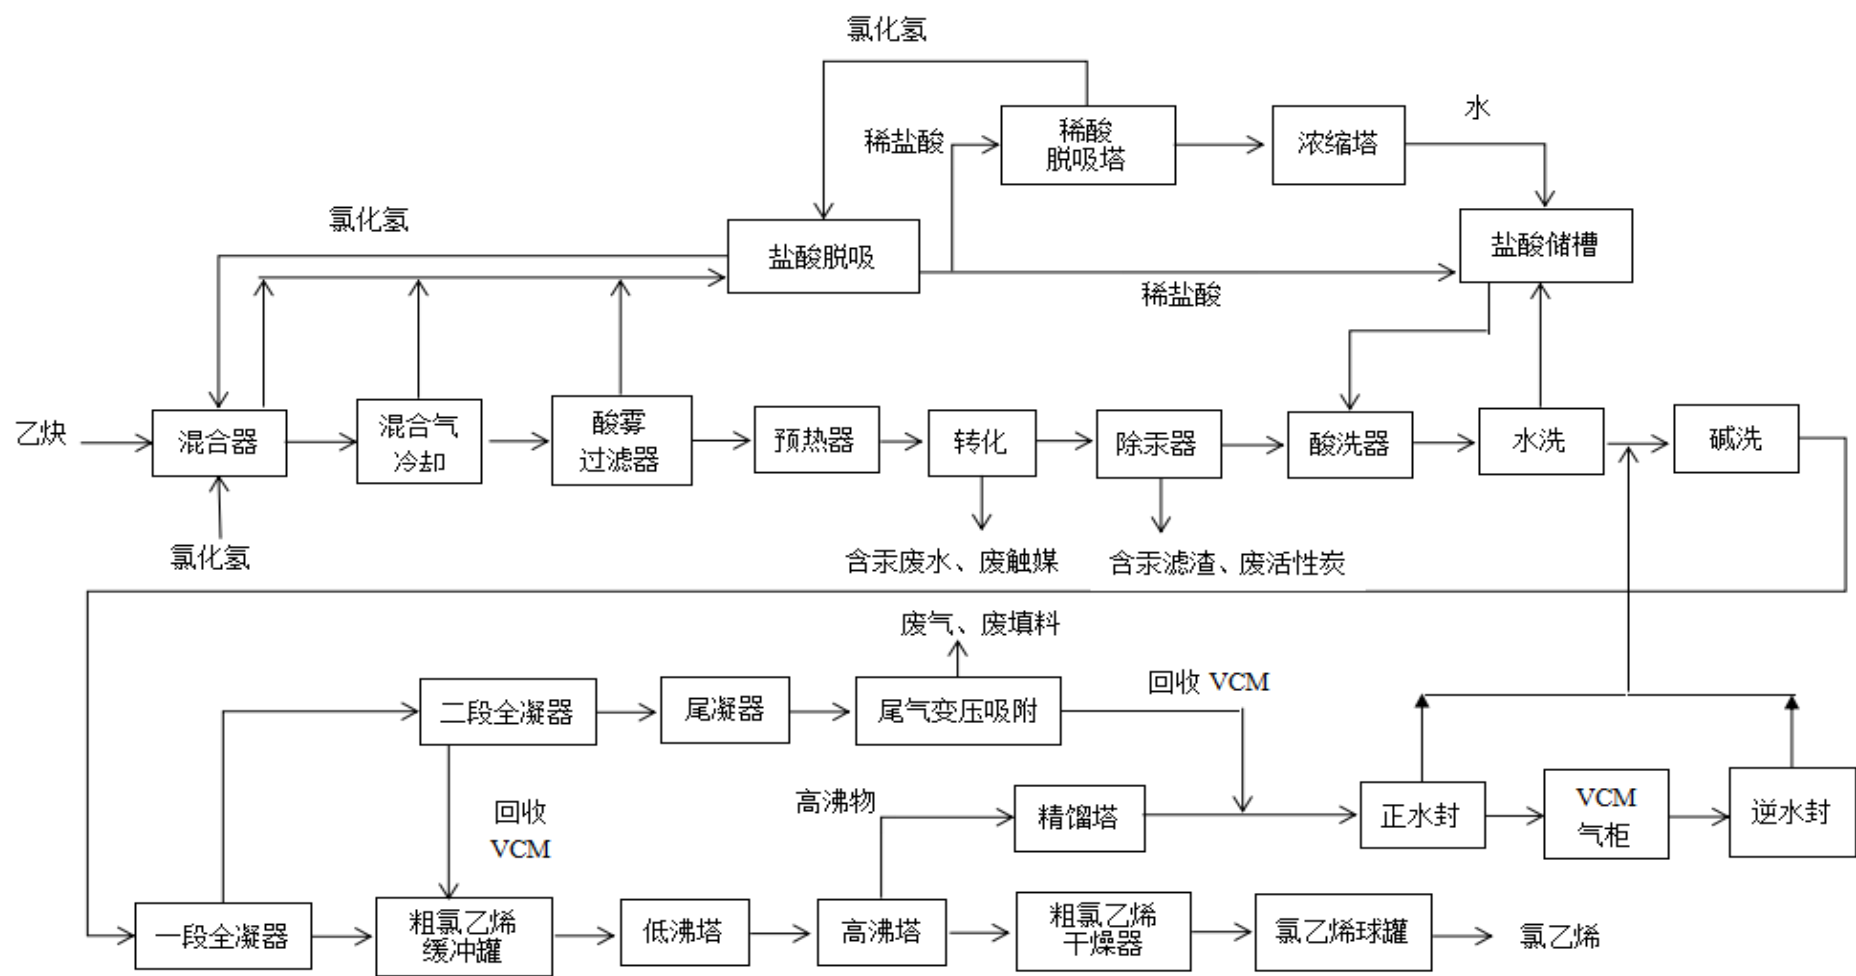 氯化氢
水
稀盐酸
稀酸
脱吸塔
浓缩塔
氯化氢
盐酸脱吸
盐酸储槽
稀盐酸
乙炔
混合器
混合气
冷却
酸雾
过滤器
预热器
转化
除汞器
酸洗器
水洗
碱洗
氯化氢
含汞废水、废触媒
含汞滤渣、废活性炭
废气、废填料
二段全凝器
尾凝器
尾气变压吸附
回收 VCM
高沸物
回收
VCM
精馏塔
正水封
VCM
气柜
逆水封
一段全凝器
粗氯乙烯
缓冲罐
低沸塔
高沸塔
粗氯乙烯
干燥器
氯乙烯球罐
氯乙烯